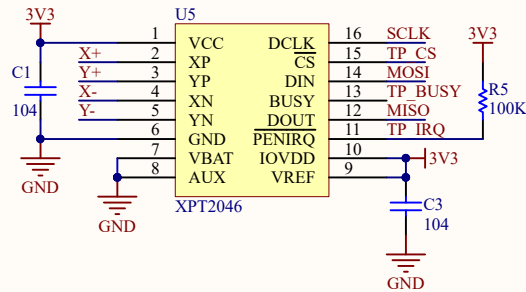 U5
3V3
1 VCC DCLK 16 SCLK
3V3
X+ 2 XP CS 15 TP_CS
C1 Y+ 3 YP DIN 14 MOSI
X- 4 XN BUSY 13 TP_BUSY R5
104 Y- 5 YN DOUT 12 MISO 100K
6 GND PENIRQ 11 TP_IRQ
7 VBAT IOVDD 10 3V3
GND 8 AUX VREF 9
XPT2046 C3
GND 104
GND